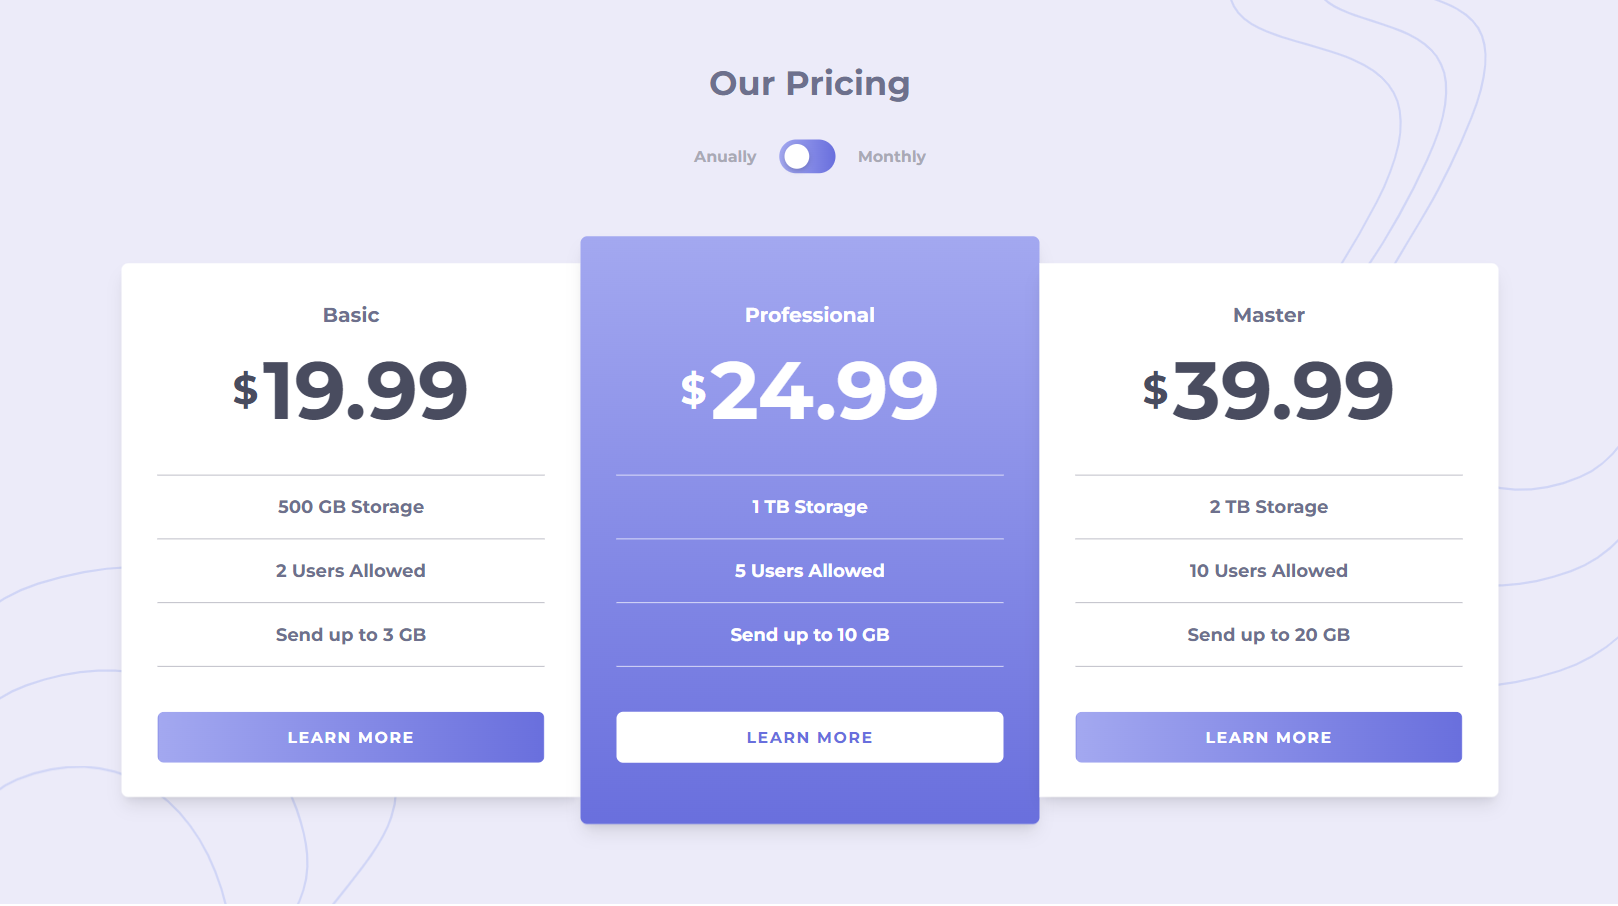 Our Pricing
Anually
Monthly
Basic
$19.99
500 GB Storage
2 Users Allowed
Send up to 3 GB
LEARN MORE
Professional
$24.99
1 TB Storage
5 Users Allowed
Send up to 10 GB
LEARN MORE
Master
$39.99
2 TB Storage
10 Users Allowed
Send up to 20 GB
LEARN MORE